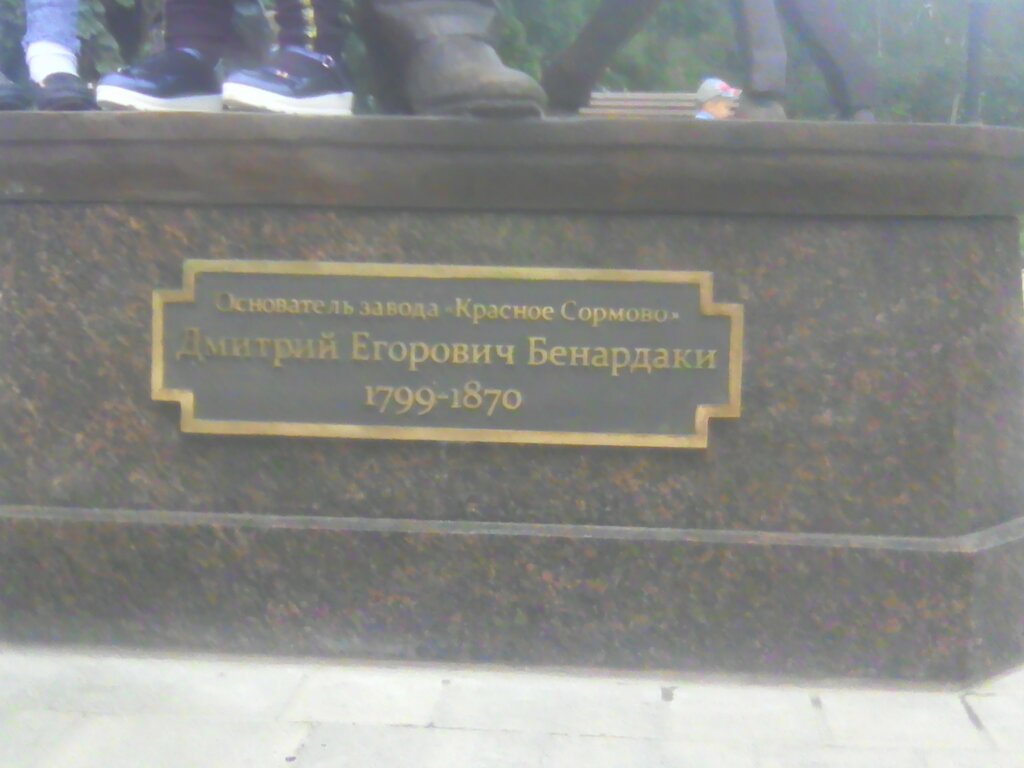 Основатель завода «Красное Сормово»
Дмитрий Егорович Бенардаки
1799-1870